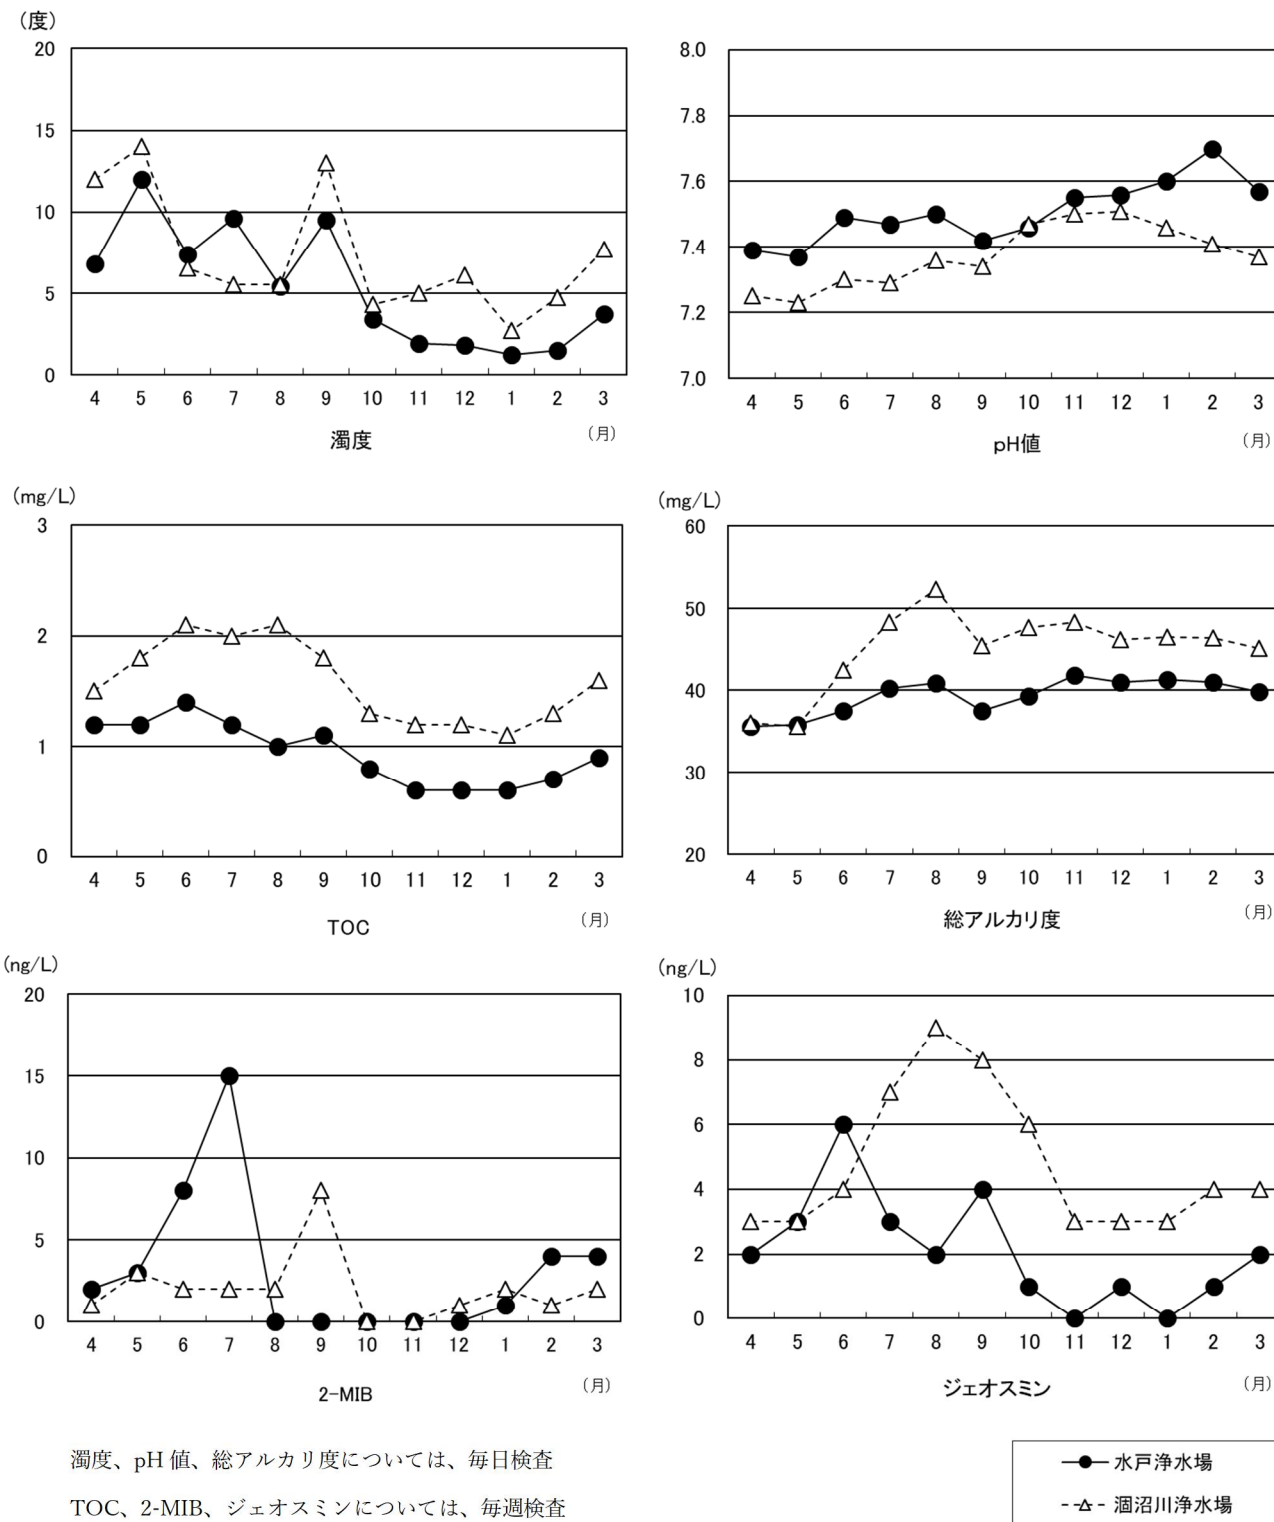 (度)
20
15
10
5
0
4 5 6 7 8 9 10 11 12 1 2 3
濁度
(月)
8.0
7.8
7.6
7.4
7.2
7.0
4 5 6 7 8 9 10 11 12 1 2 3
pH値
(月)
(mg/L)
3
2
1
0
4 5 6 7 8 9 10 11 12 1 2 3
TOC
(月)
(mg/L)
60
50
40
30
20
4 5 6 7 8 9 10 11 12 1 2 3
総アルカリ度
(月)
(ng/L)
20
15
10
5
0
4 5 6 7 8 9 10 11 12 1 2 3
2-MIB
(月)
(ng/L)
10
8
6
4
2
0
4 5 6 7 8 9 10 11 12 1 2 3
ジェオスミン
(月)
濁度、pH 値、総アルカリ度については、毎日検査
TOC、2-MIB、ジェオスミンについては、毎週検査
水戸浄水場
涸沼川浄水場